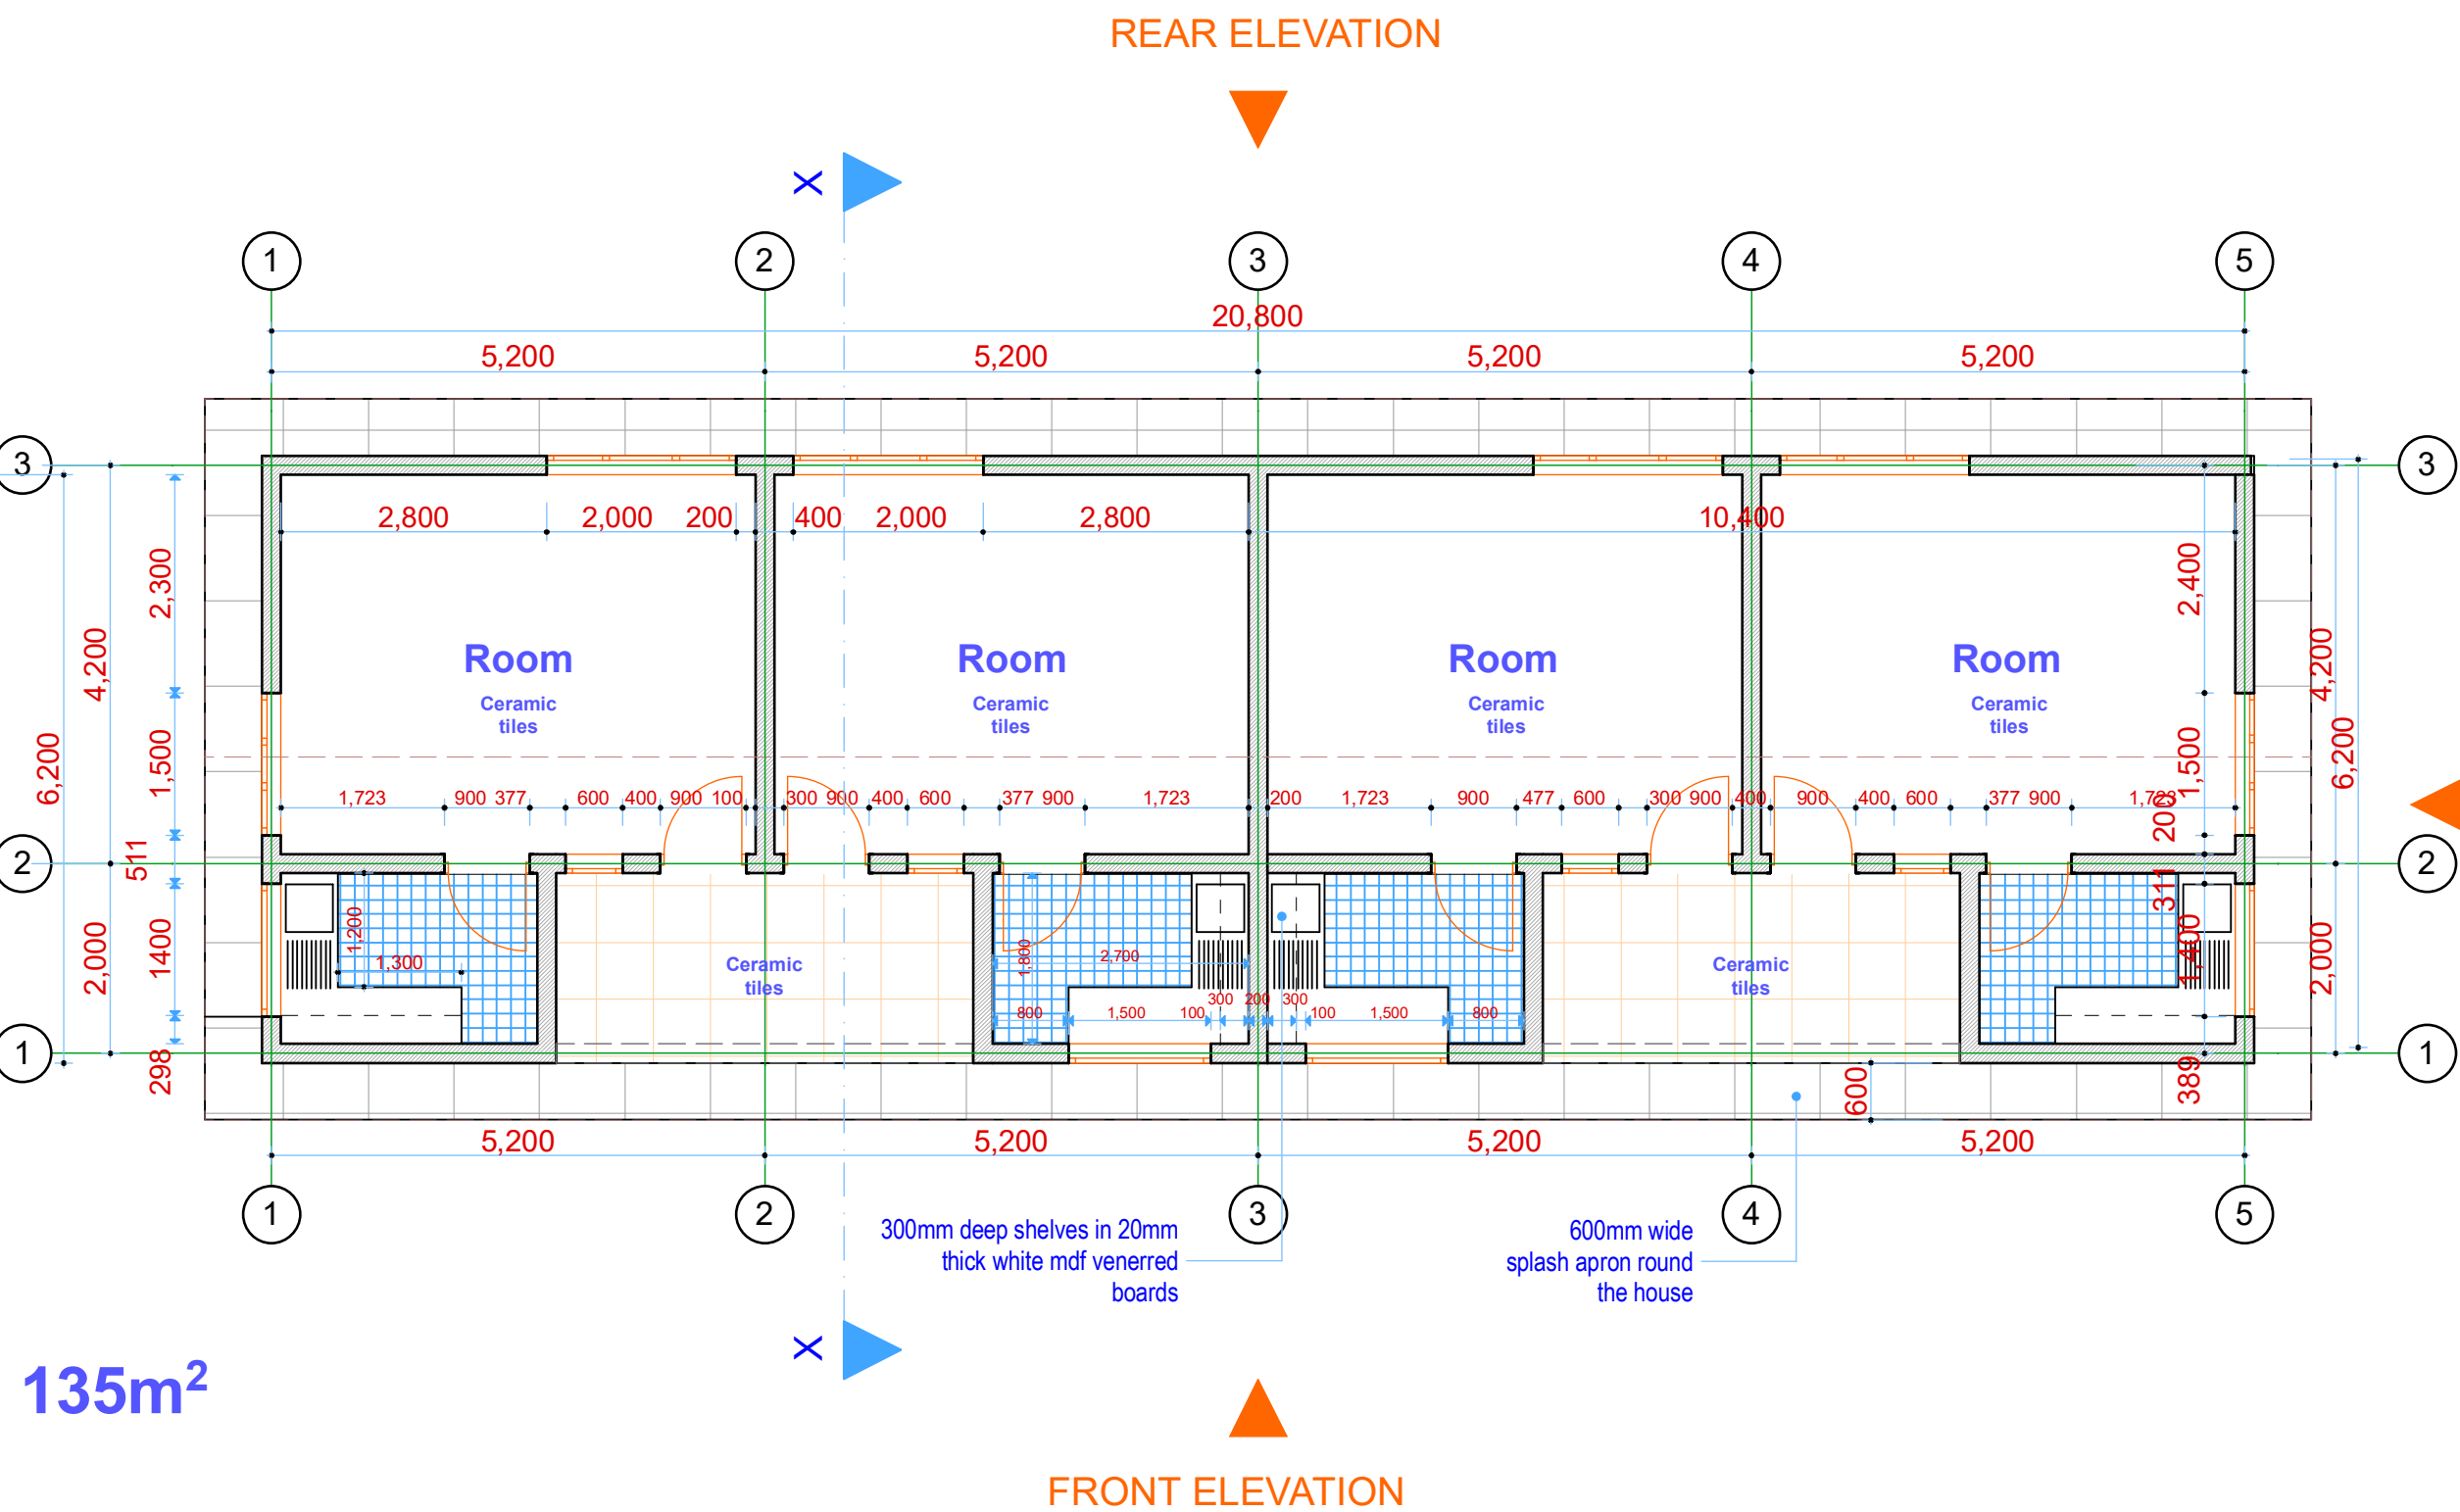 REAR ELEVATION
X
1 2 3 4 5
20,800
5,200 5,200 5,200 5,200
3 3
2,800 2,000 200 400 2,000 2,800 10,400
2,300 2,400
4,200 4,200
Room Room Room Room
Ceramic Ceramic Ceramic Ceramic
tiles tiles tiles tiles
6,200 1,500 1,500 6,200
1,723 900 377 600 400 900 100 300 900 400 600 377 900 1,723 200 1,723 900 477 600 300 900 400 900 400 600 377 900 1,723
200
2 511 2
311
1,200 1,300
2,000 1400 1,400 2,000
Ceramic Ceramic
tiles tiles
1,800 2,700
300 200 300
800 1,500 100 100 1,500 800
1 1
298 600 389
5,200 5,200 5,200 5,200
1 2 3 4 5
300mm deep shelves in 20mm
thick white mdf venerred
boards
600mm wide
splash apron round
the house
X
135m²
FRONT ELEVATION